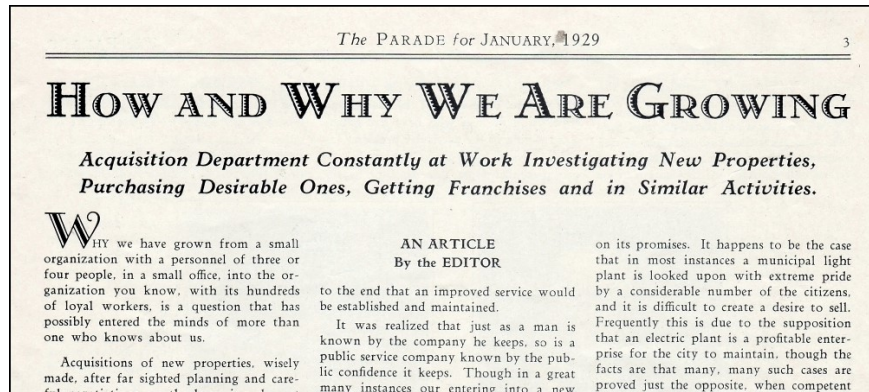 The PARADE for JANUARY, 1929 3
HOW AND WHY WE ARE GROWING
Acquisition Department Constantly at Work Investigating New Properties,
Purchasing Desirable Ones, Getting Franchises and in Similar Activities.
WHY we have grown from a small
organization with a personnel of three or
four people, in a small office, into the or-
ganization you know, with its hundreds
of loyal workers, is a question that has
possibly entered the minds of more than
one who knows about us.
Acquisitions of new properties, wisely
made, after far sighted planning and care-
AN ARTICLE
By the EDITOR
to the end that an improved service would
be established and maintained.
It was realized that just as a man is
known by the company he keeps, so is a
public service company known by the pub-
lic confidence it keeps. Though in a great
many instances our entering into a new
on its promises. It happens to be the case
that in most instances a municipal light
plant is looked upon with extreme pride
by a considerable number of the citizens,
and it is difficult to create a desire to sell.
Frequently this is due to the supposition
that an electric plant is a profitable enter-
prise for the city to maintain, though the
facts are that many, many such cases are
proved just the opposite, when competent